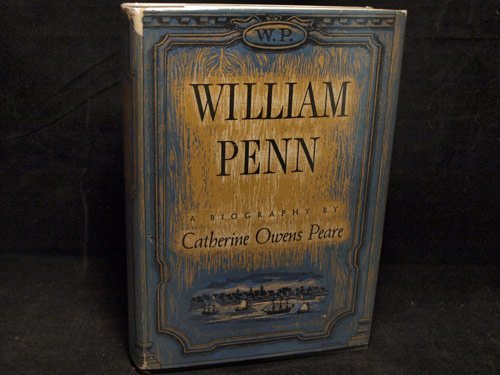 W.P.
WILLIAM
PENN
A BIOGRAPHY BY
Catherine Owens Peare